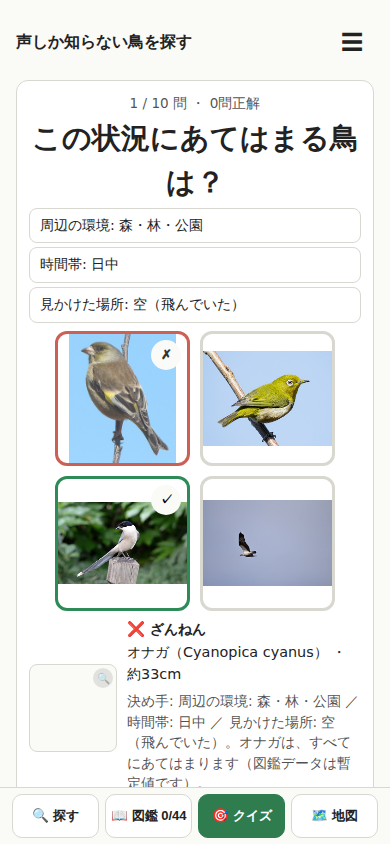 声しか知らない鳥を探す
☰
1 / 10 問 ・ 0問正解
この状況にあてはまる鳥
は？
周辺の環境: 森・林・公園
時間帯: 日中
見かけた場所: 空（飛んでいた）
✗
✓
❌ ざんねん
オナガ（Cyanopica cyanus） ・
約33cm
決め手: 周辺の環境: 森・林・公園 ／
時間帯: 日中 ／ 見かけた場所: 空
（飛んでいた）。オナガは、すべて
にあてはまります（図鑑データは暫
定値です）。
🔍 探す
📖 図鑑 0/44
🎯 クイズ
🗺️ 地図